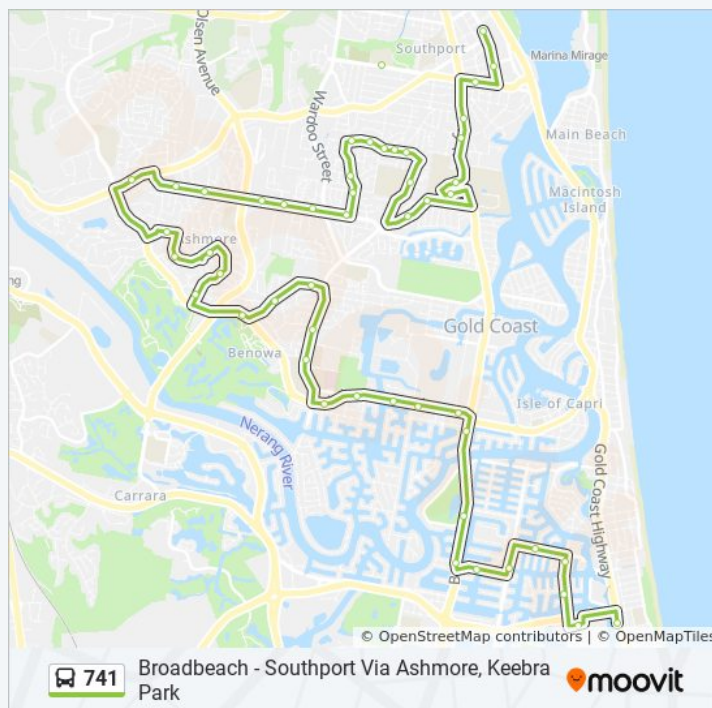 Olsen Avenue
Southport
Marina Mirage
Wardoo Street
Main Beach
Macintosh
Island
shmore
Gold Coast
Benowa
Isle of Capri
Nerang
River
Gold Coast Highway
Carrara
B
© OpenStreetMap contributors | © OpenMapTiles
741
Broadbeach - Southport Via Ashmore, Keebra
Park
moovit